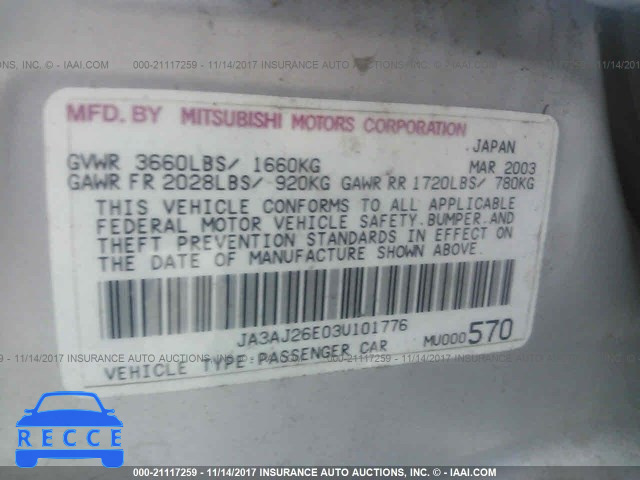 000-21117259 - 11/14/2017 INSURANCE AUTO AUCTIONS, INC. - © IAAI.COM
MFD. BY MITSUBISHI MOTORS CORPORATION
JAPAN
GVWR 3660LBS/ 1660KG MAR 2003
GAWR FR 2028LBS/ 920KG GAWR RR 1720LBS/ 780KG
THIS VEHICLE CONFORMS TO ALL APPLICABLE
FEDERAL MOTOR VEHICLE SAFETY.BUMPER.AND
THEFT PREVENTION STANDARDS IN EFFECT ON
THE DATE OF MANUFACTURE SHOWN ABOVE.
JA3AJ26E03U101776
VEHICLE TYPE:PASSENGER CAR MU000570
RECCE
000-21117259 - 11/14/2017 INSURANCE AUTO AUCTIONS, INC. - © IAAI.COM